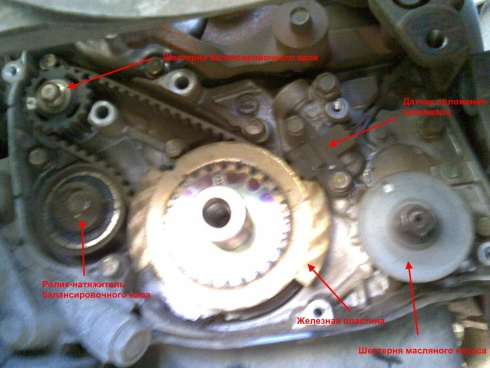 Шестерня балансировочного вала
Датчик положения
коленвала
Ролик-натяжитель
балансировочного вала
Железная пластина
Шестерня масляного насоса